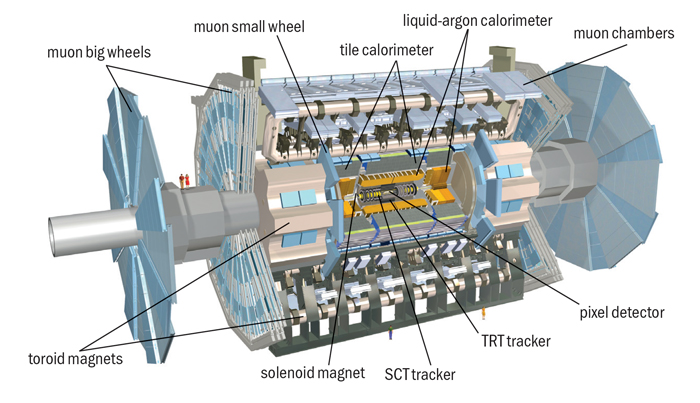 liquid-argon calorimeter
muon small wheel
muon chambers
tile calorimeter
muon big wheels
pixel detector
TRT tracker
toroid magnets
solenoid magnet
SCT tracker